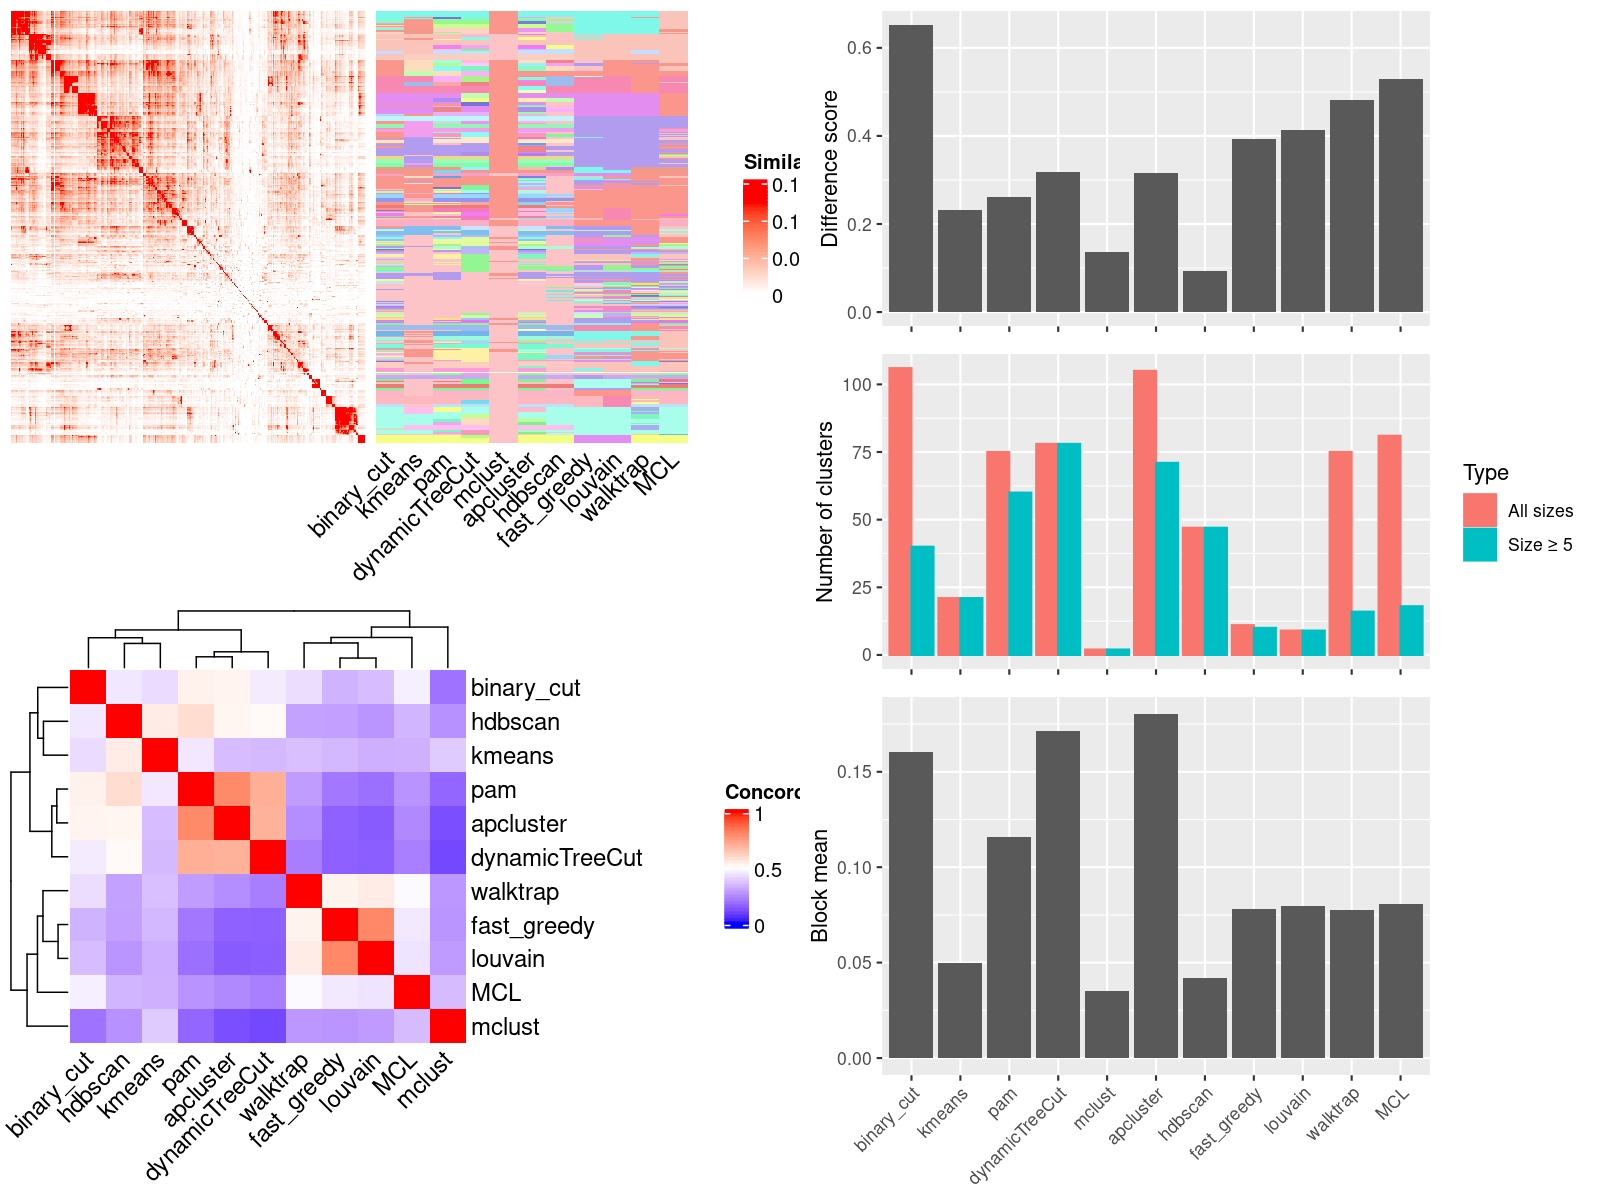 Simila
0.1
0.1
0.0
0
binary_cut
kmeans
pam
dynamicTreeCut
mclust
apcluster
hdbscan
fast_greedy
louvain
walktrap
MCL
binary_cut
hdbscan
kmeans
pam
apcluster
dynamicTreeCut
walktrap
fast_greedy
louvain
MCL
mclust
binary_cut
hdbscan
kmeans
pam
apcluster
dynamicTreeCut
walktrap
fast_greedy
louvain
MCL
mclust
Concord
1
0.5
0
Difference score
0.6
0.4
0.2
0.0
Number of clusters
100
75
50
25
0
Type
All sizes
Size ≥ 5
Block mean
0.15
0.10
0.05
0.00
binary_cut
kmeans
pam
dynamicTreeCut
mclust
apcluster
hdbscan
fast_greedy
louvain
walktrap
MCL